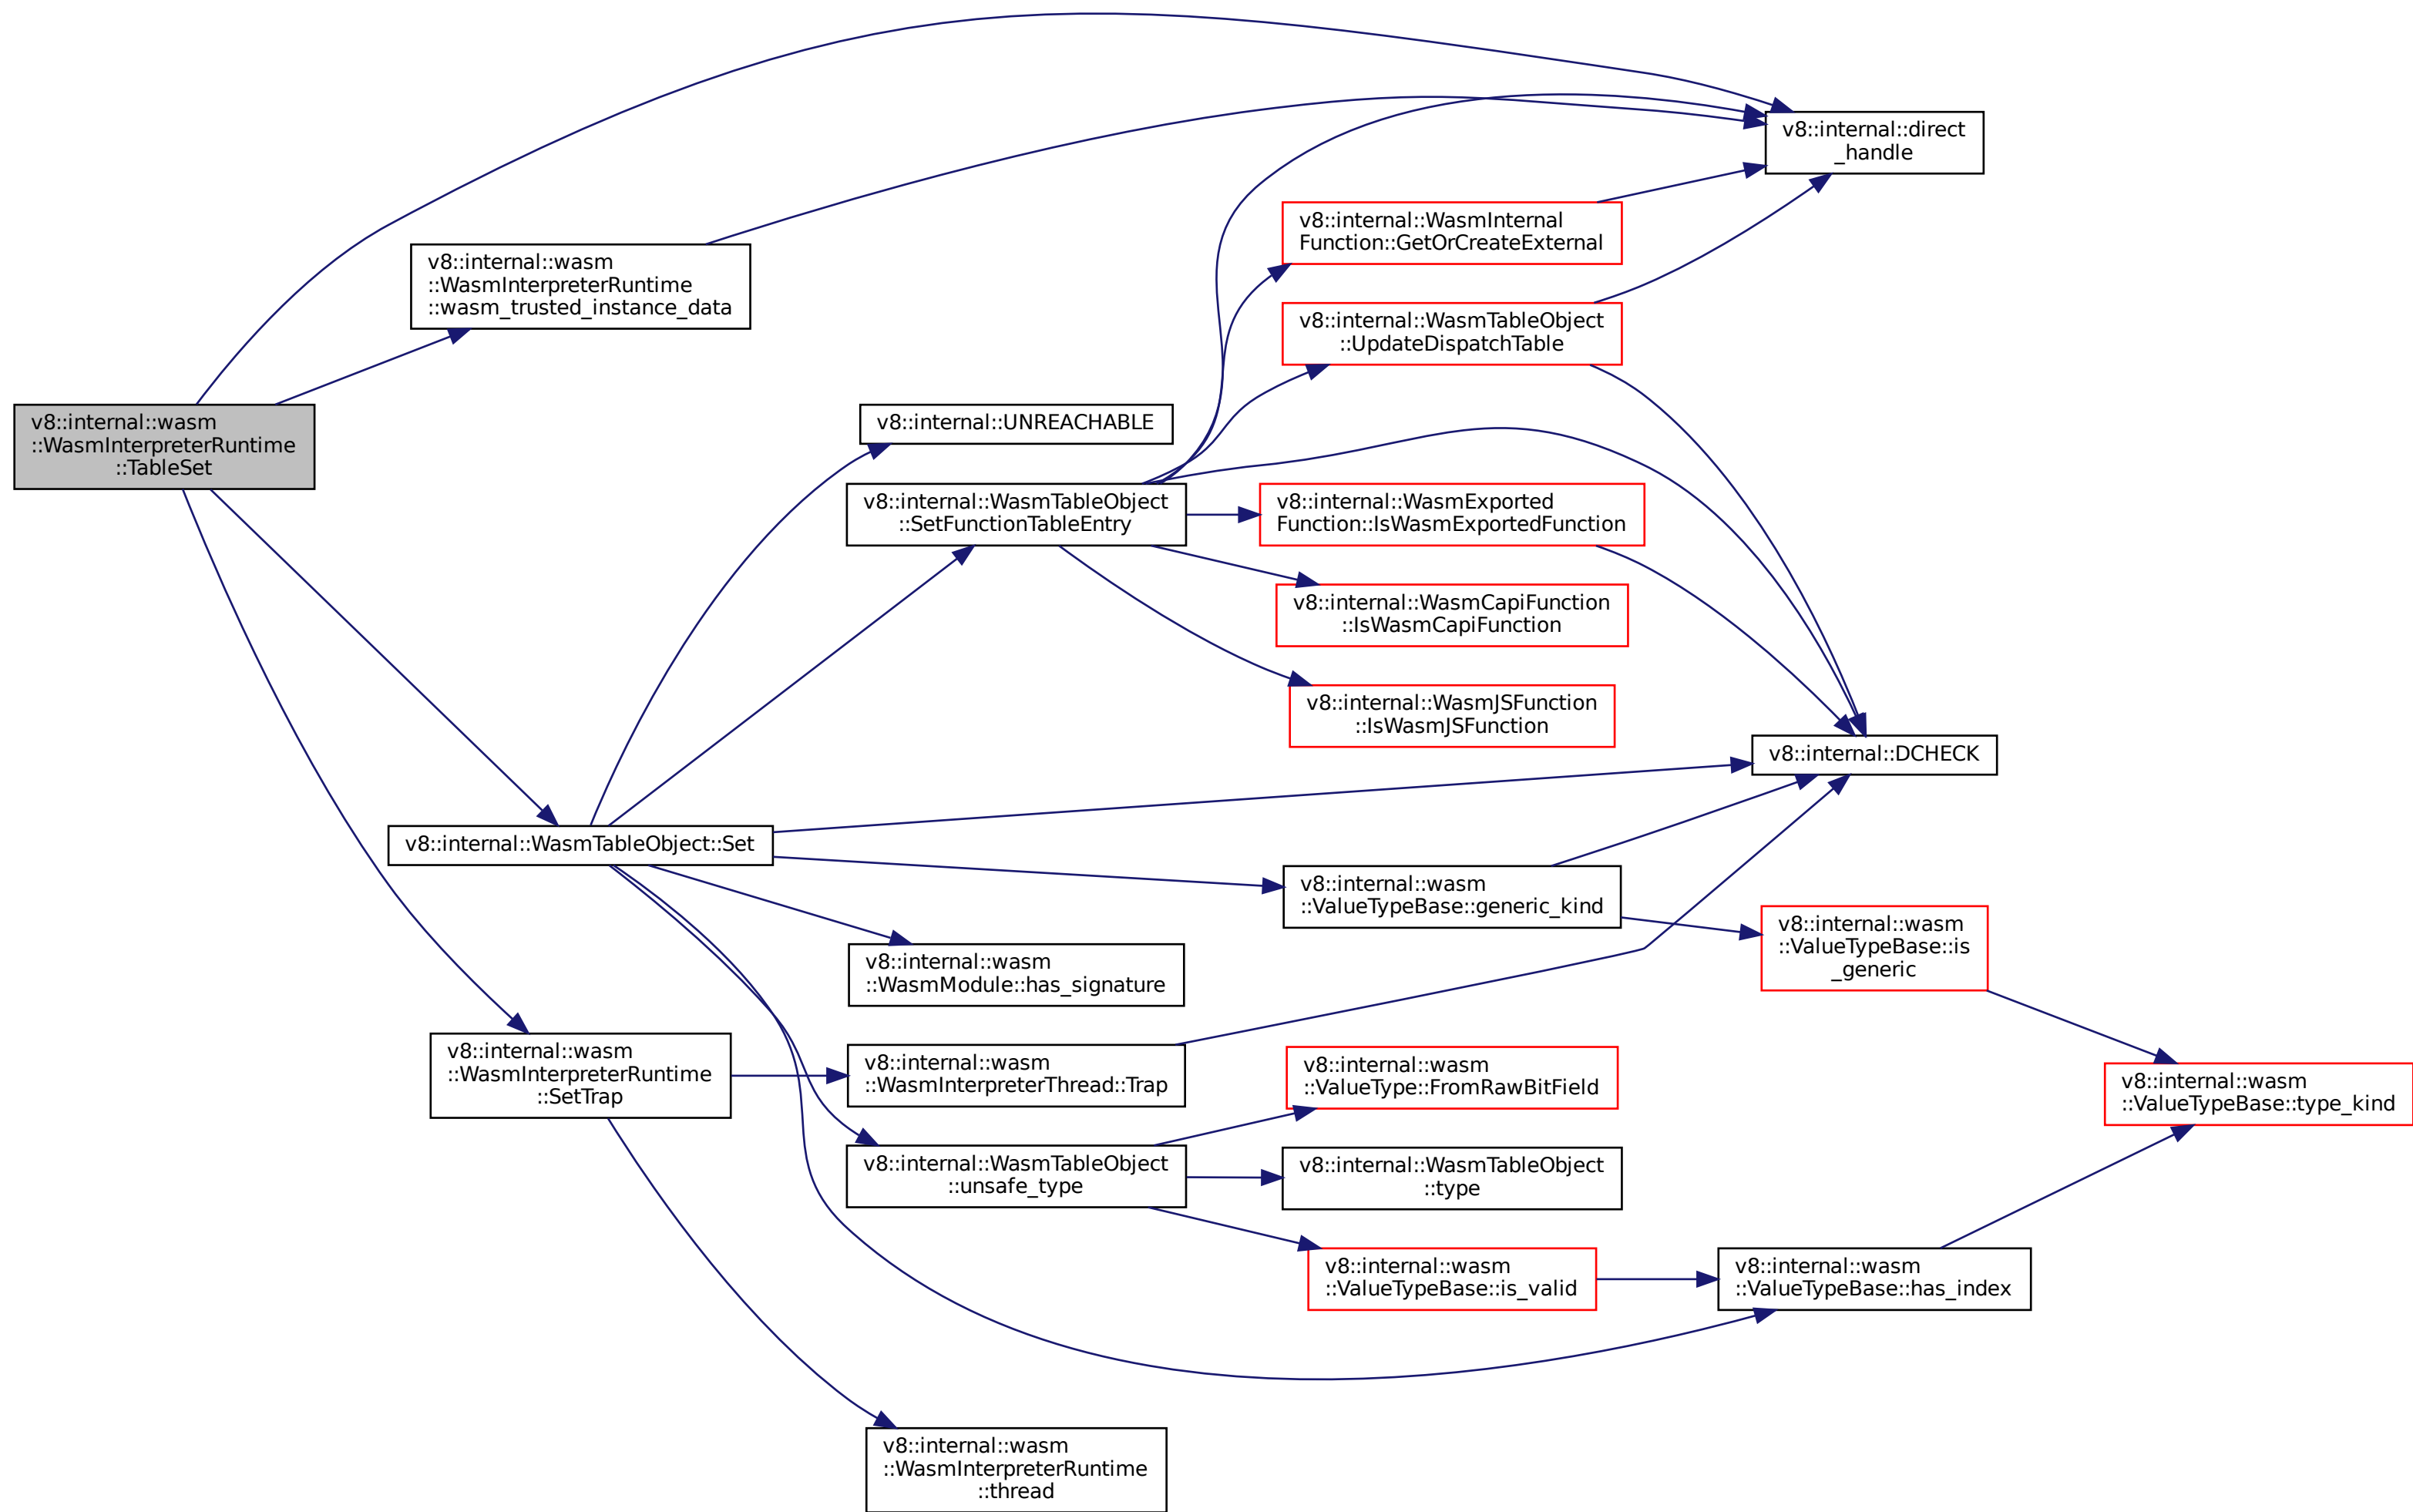 v8::internal::wasm
::WasmInterpreterRuntime
::TableSet
v8::internal::wasm
::WasmInterpreterRuntime
::wasm_trusted_instance_data
v8::internal::WasmTableObject::Set
v8::internal::wasm
::WasmInterpreterRuntime
::SetTrap
v8::internal::UNREACHABLE
v8::internal::WasmTableObject
::SetFunctionTableEntry
v8::internal::wasm
::WasmModule::has_signature
v8::internal::wasm
::WasmInterpreterThread::Trap
v8::internal::WasmTableObject
::unsafe_type
v8::internal::wasm
::WasmInterpreterRuntime
::thread
v8::internal::WasmInternal
Function::GetOrCreateExternal
v8::internal::WasmTableObject
::UpdateDispatchTable
v8::internal::WasmExported
Function::IsWasmExportedFunction
v8::internal::WasmCapiFunction
::IsWasmCapiFunction
v8::internal::WasmJSFunction
::IsWasmJSFunction
v8::internal::wasm
::ValueTypeBase::generic_kind
v8::internal::wasm
::ValueType::FromRawBitField
v8::internal::WasmTableObject
::type
v8::internal::wasm
::ValueTypeBase::is_valid
v8::internal::direct
_handle
v8::internal::DCHECK
v8::internal::wasm
::ValueTypeBase::is
_generic
v8::internal::wasm
::ValueTypeBase::has_index
v8::internal::wasm
::ValueTypeBase::type_kind